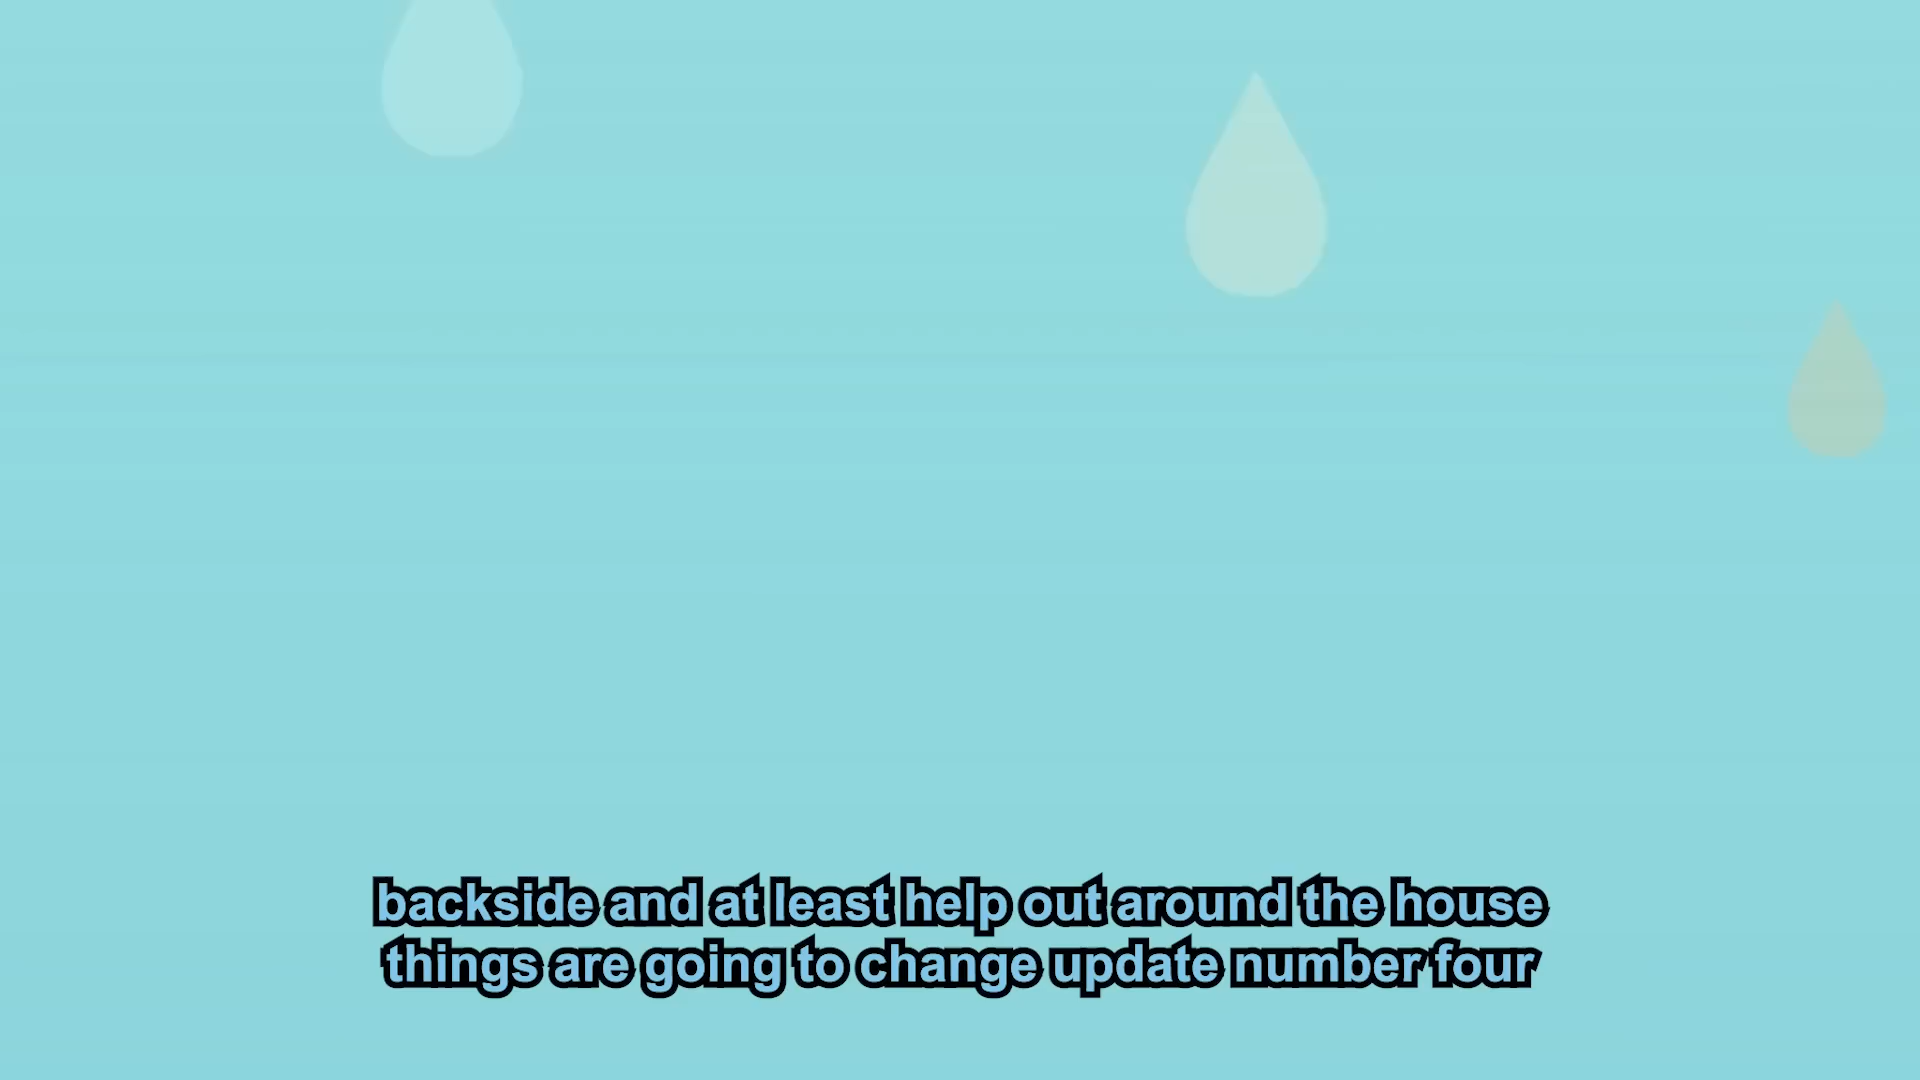 backside and at least help out around the house
things are going to change update number four